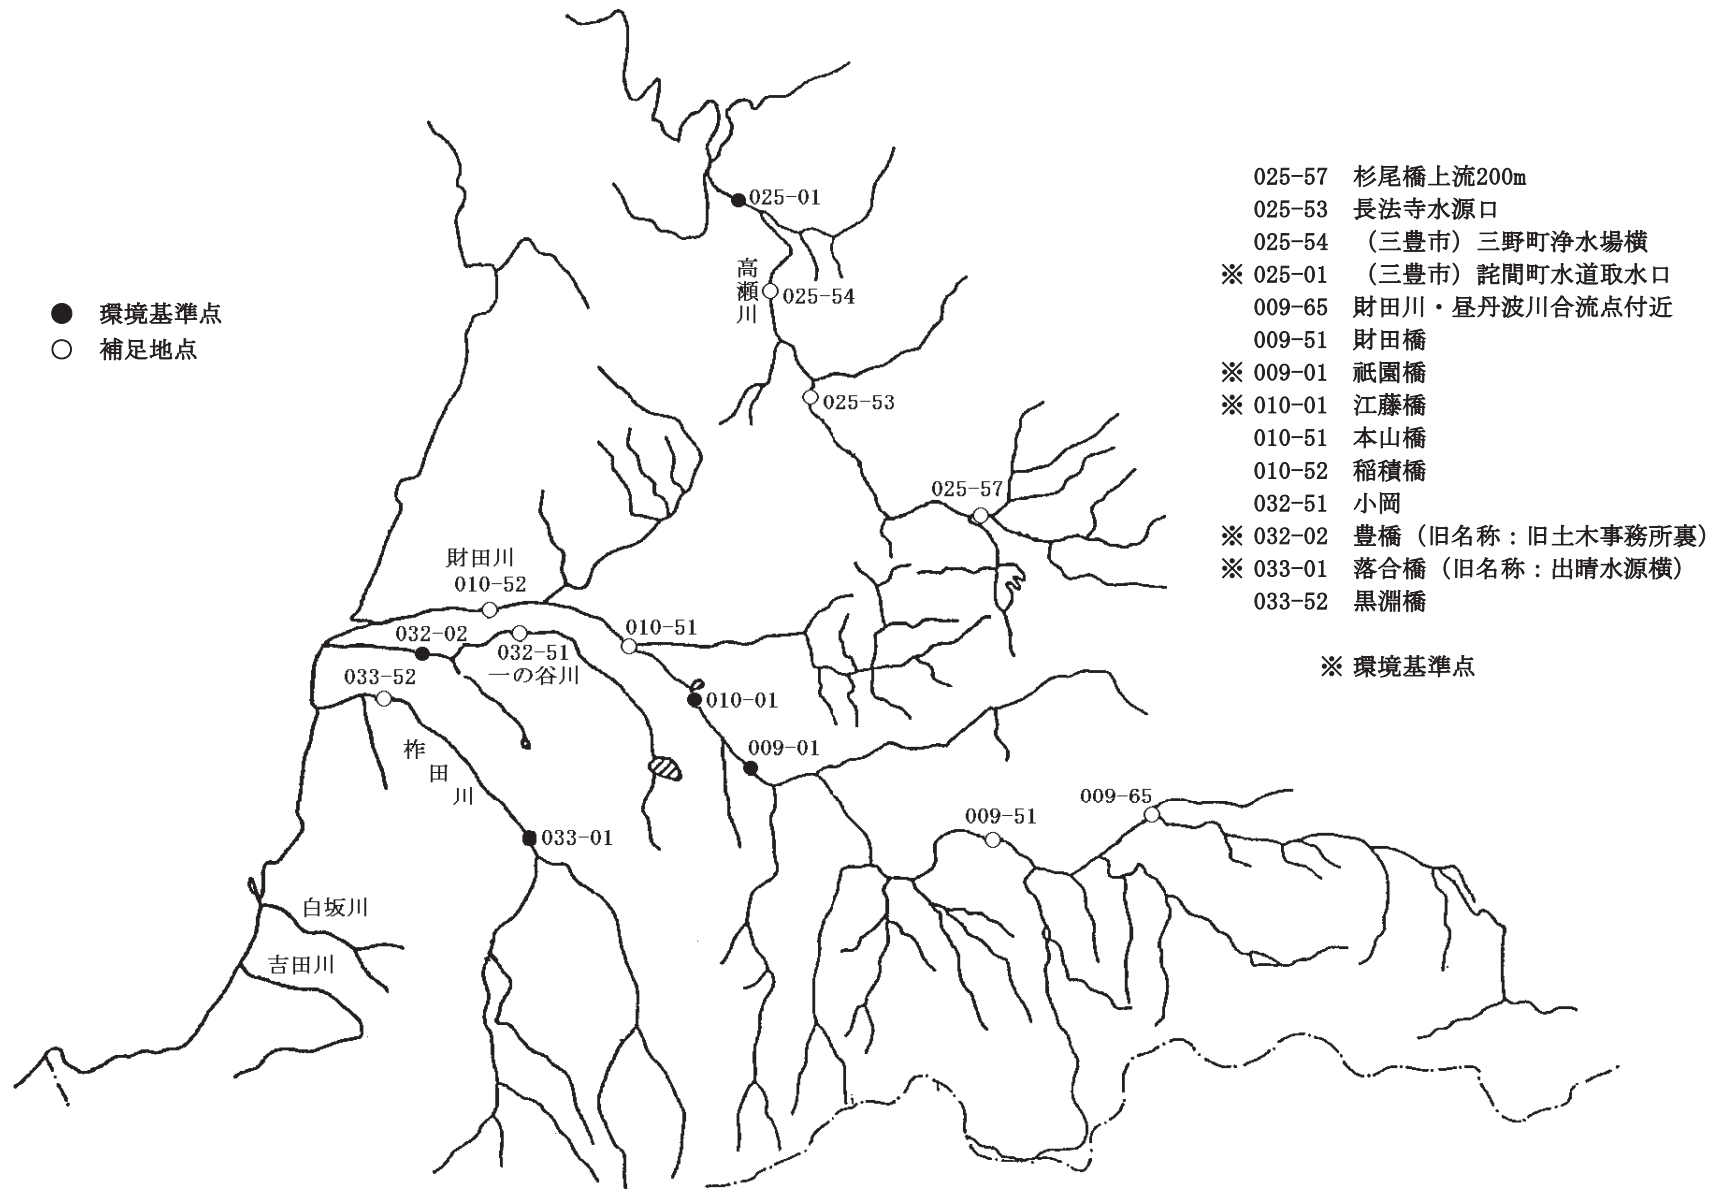 025-01
高瀬川
025-54
025-53
025-57
● 環境基準点
○ 補足地点
財田川
010-52
032-02
032-51
一の谷川
010-51
033-52
010-01
009-01
柞田川
033-01
009-51
009-65
白坂川
吉田川
025-57 杉尾橋上流200m
025-53 長法寺水源口
025-54 (三豊市)三野町浄水場横
※ 025-01 (三豊市)詫間町水道取水口
009-65 財田川・昼丹波川合流点付近
009-51 財田橋
※ 009-01 祇園橋
※ 010-01 江藤橋
010-51 本山橋
010-52 稲積橋
032-51 小岡
※ 032-02 豊橋(旧名称:旧土木事務所裏)
※ 033-01 落合橋(旧名称:出晴水源横)
033-52 黒淵橋
※ 環境基準点